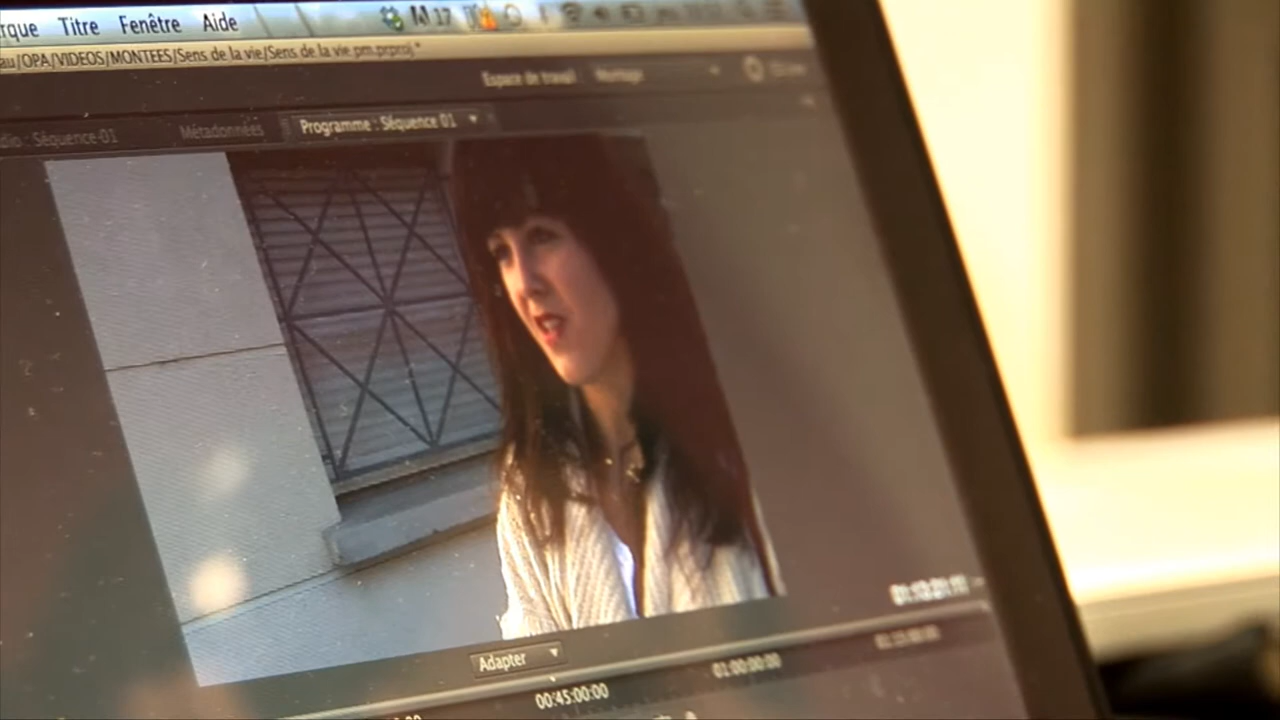 rque Titre Fenêtre Aide 17
au/OPA/VIDEOS/MONTEES/Sens de la vie/Sens de la vie pm.prproj*
Espace de travail Montage
dio : Séquence-01 Métadonnées Programme : Séquence 01
Adapter
00:45:00:00 01:00:00:00